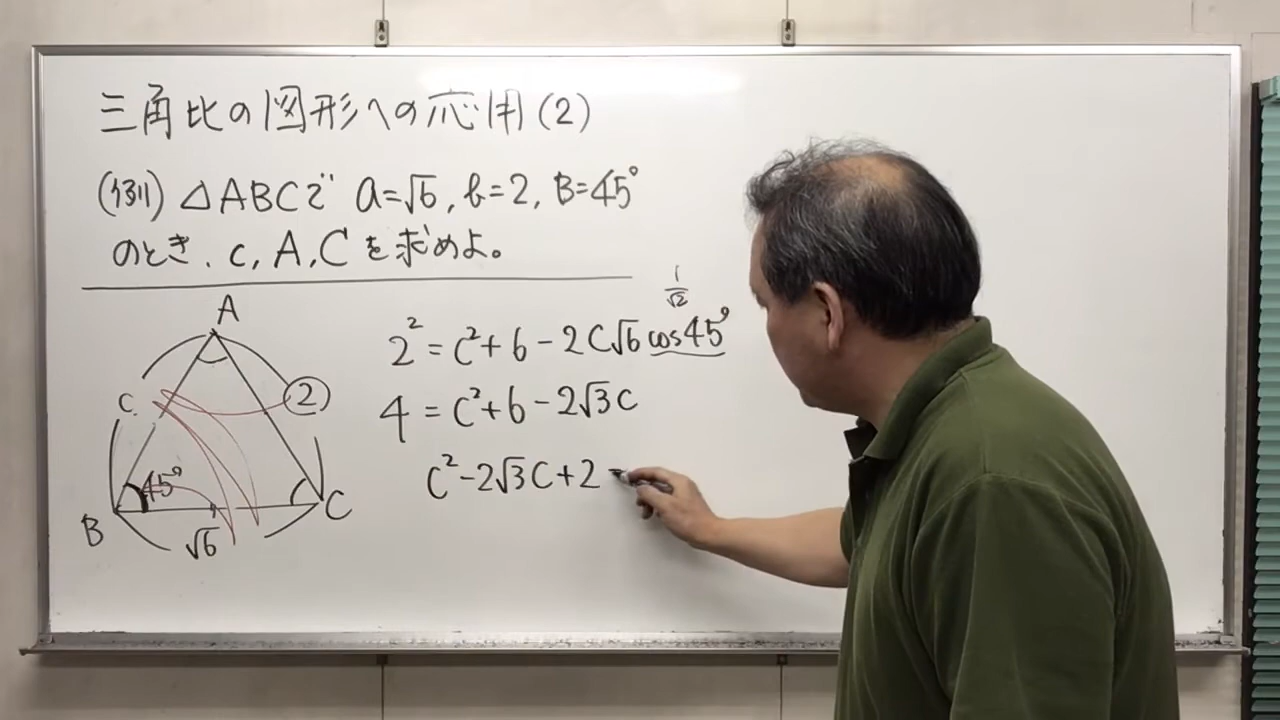 三角比の図形への応用(2)
(例) △ABCで a=√6, b=2, B=45°
のとき、c, A, C を求めよ。
A
c
2
45°
B
√6
C
1/√2
2² = c²+6-2c√6 cos45°
4 = c²+6-2√3c
c²-2√3c+2 =